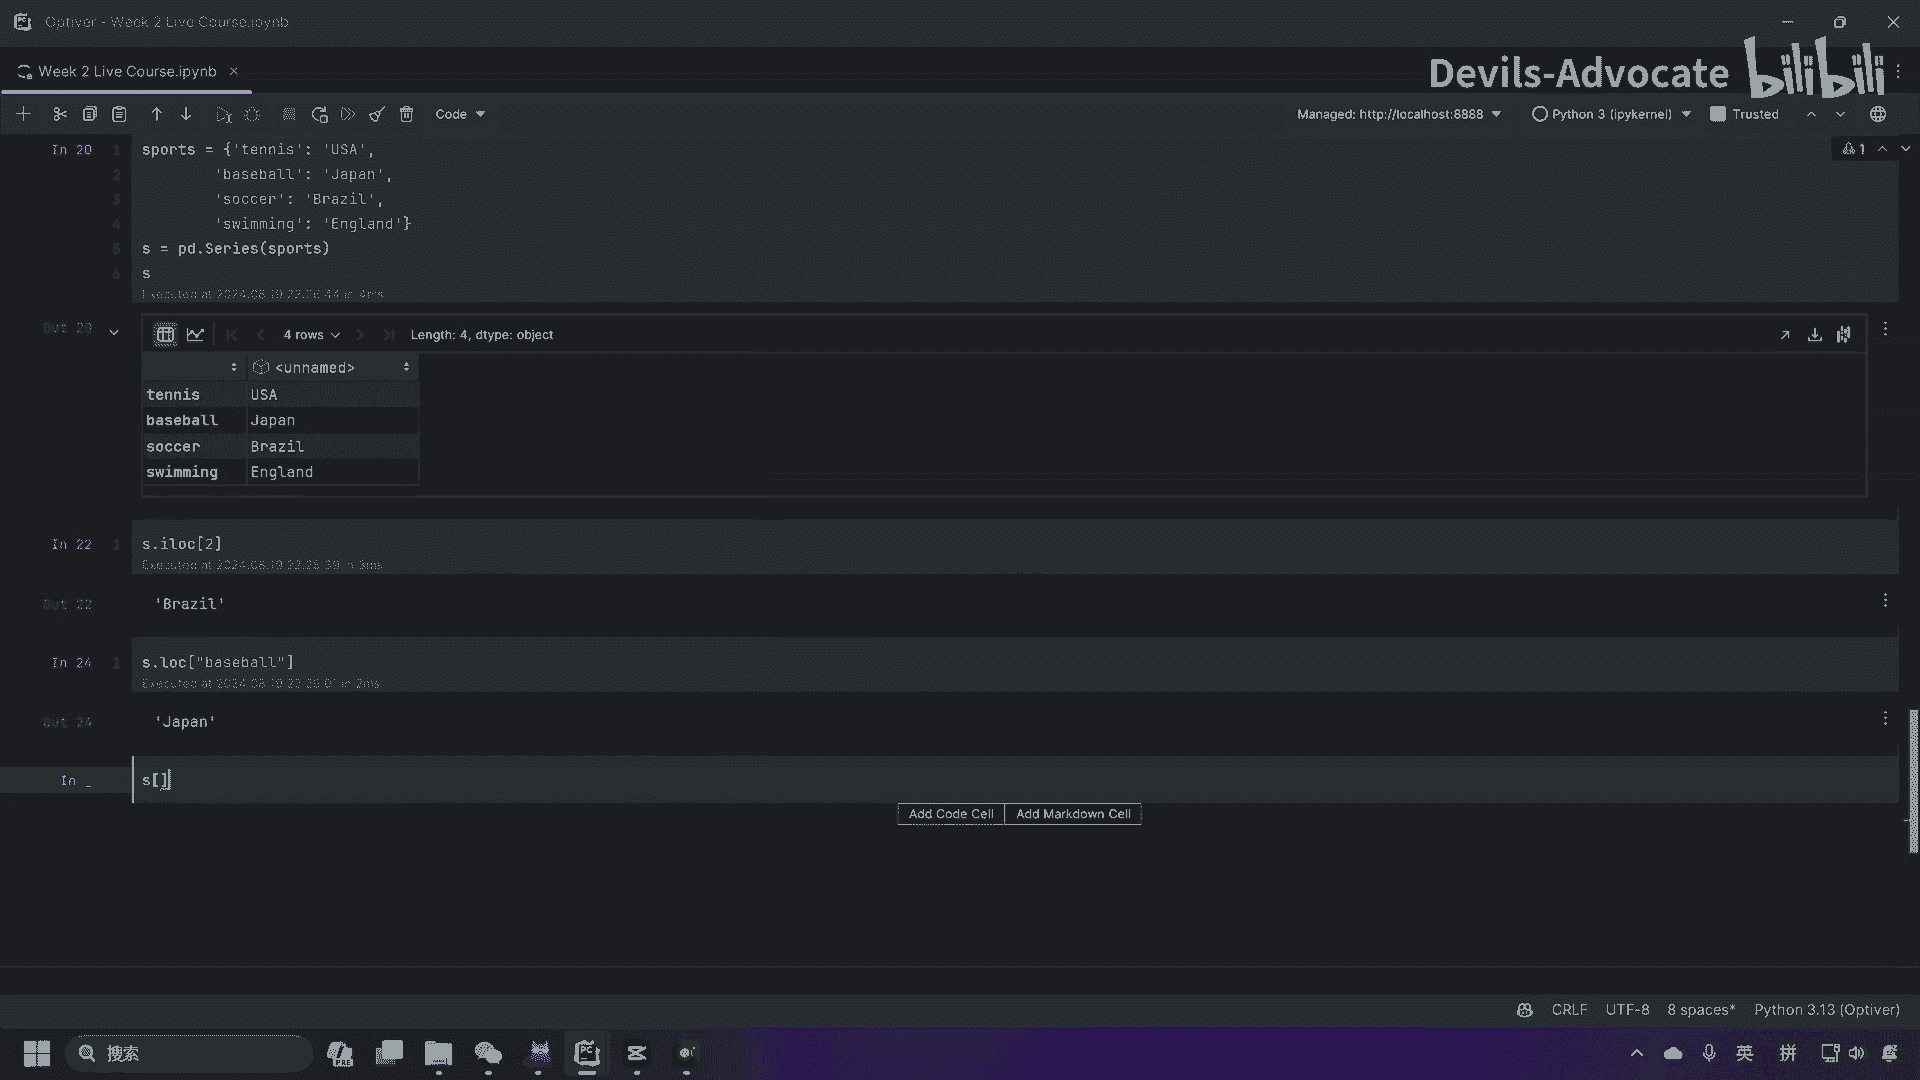 Optiver - Week 2 Live Course.ipynb
Week 2 Live Course.ipynb
Devils-Advocate bilibili
Code
Managed: http://localhost:8888
Python 3 (ipykernel)
Trusted
In 20
1 sports = {'tennis': 'USA',
2 'baseball': 'Japan',
3 'soccer': 'Brazil',
4 'swimming': 'England'}
5 s = pd.Series(sports)
6 s
1
Out 20
4 rows
Length: 4, dtype: object
<unnamed>
tennis USA
baseball Japan
soccer Brazil
swimming England
In 22 1 s.iloc[2]
Out 22 'Brazil'
In 24 1 s.loc["baseball"]
Out 24 'Japan'
In _ s[]
Add Code Cell Add Markdown Cell
CRLF UTF-8 8 spaces* Python 3.13 (Optiver)
搜索
PRE
PC
英
拼